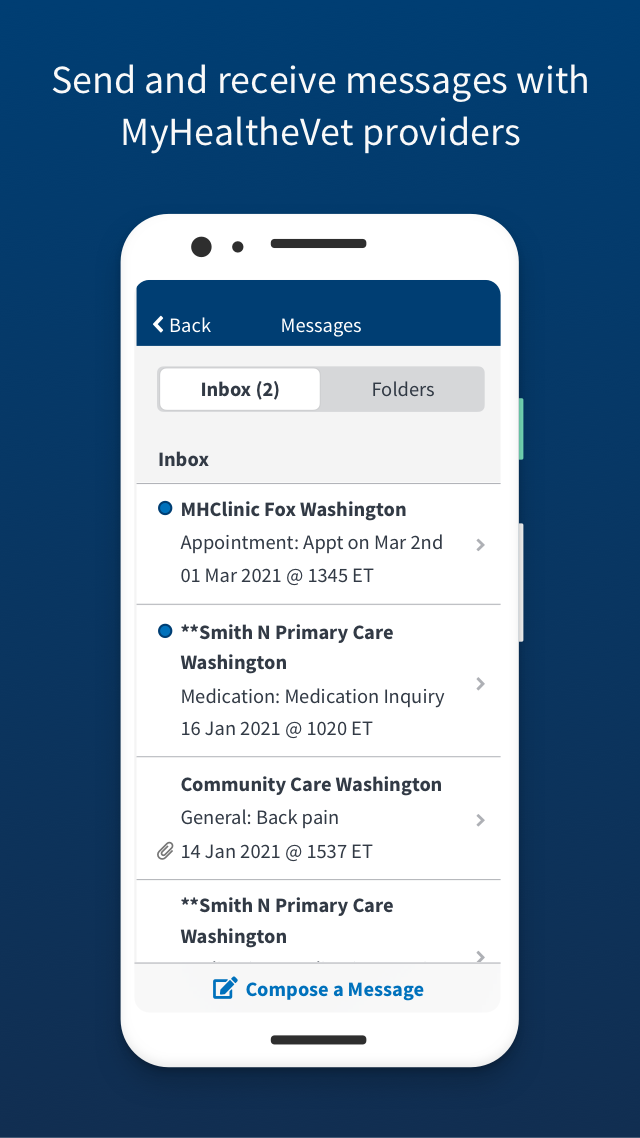 Send and receive messages with
MyHealtheVet providers
Back
Messages
Inbox (2)
Folders
Inbox
MHClinic Fox Washington
Appointment: Appt on Mar 2nd
01 Mar 2021 @ 1345 ET
**Smith N Primary Care
Washington
Medication: Medication Inquiry
16 Jan 2021 @ 1020 ET
Community Care Washington
General: Back pain
14 Jan 2021 @ 1537 ET
**Smith N Primary Care
Washington
Compose a Message